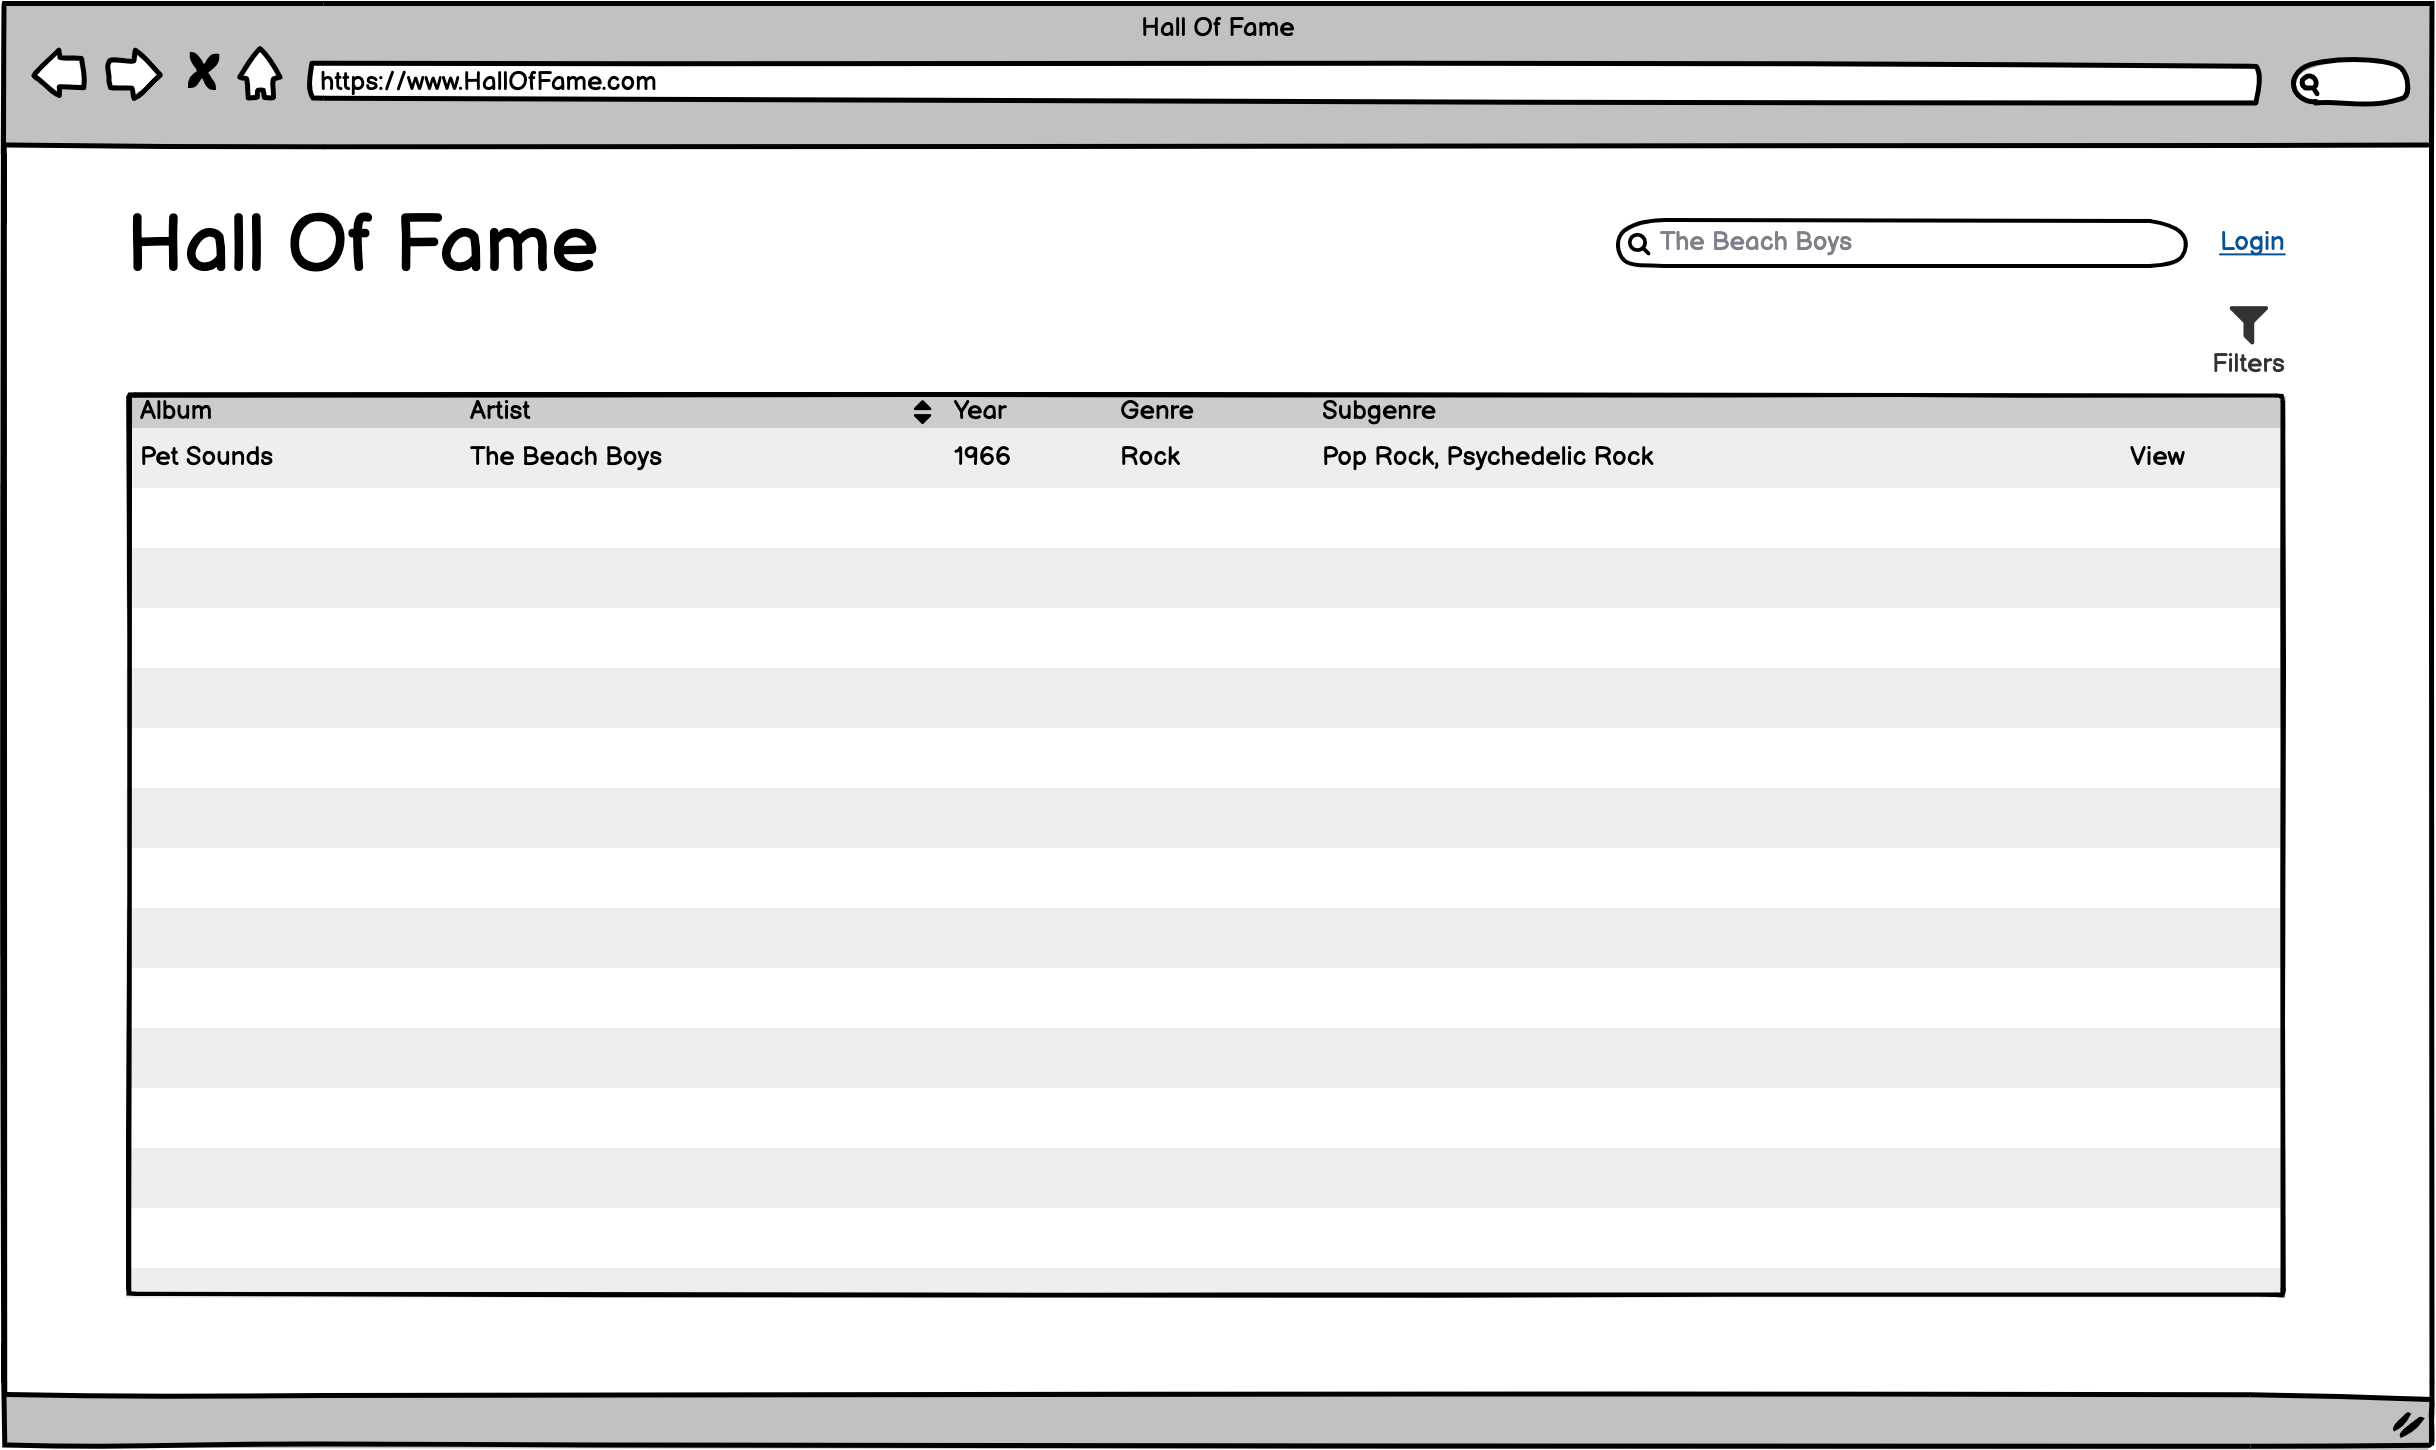 Hall Of Fame
https://www.HallOfFame.com
Hall Of Fame
The Beach Boys
Login
Filters
Album Artist Year Genre Subgenre
Pet Sounds The Beach Boys 1966 Rock Pop Rock, Psychedelic Rock View